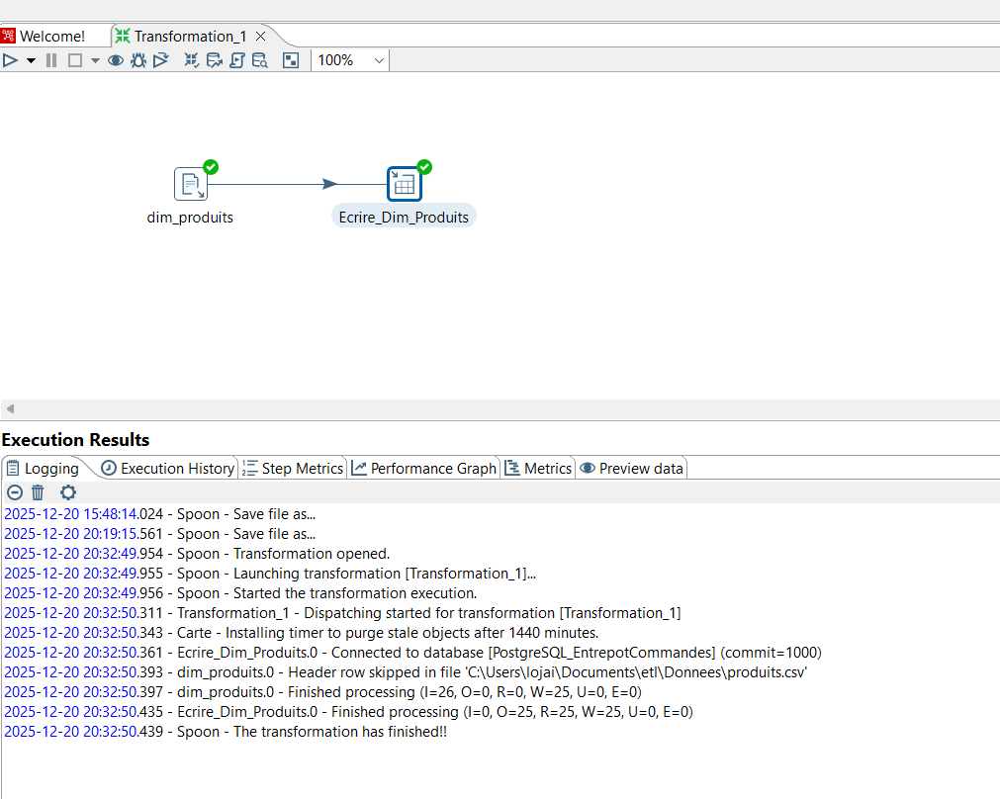 Welcome!
Transformation_1
100%
dim_produits
Ecrire_Dim_Produits
Execution Results
Logging
Execution History
Step Metrics
Performance Graph
Metrics
Preview data
2025-12-20 15:48:14.024 - Spoon - Save file as...
2025-12-20 20:19:15.561 - Spoon - Save file as...
2025-12-20 20:32:49.954 - Spoon - Transformation opened.
2025-12-20 20:32:49.955 - Spoon - Launching transformation [Transformation_1]...
2025-12-20 20:32:49.956 - Spoon - Started the transformation execution.
2025-12-20 20:32:50.311 - Transformation_1 - Dispatching started for transformation [Transformation_1]
2025-12-20 20:32:50.343 - Carte - Installing timer to purge stale objects after 1440 minutes.
2025-12-20 20:32:50.361 - Ecrire_Dim_Produits.0 - Connected to database [PostgreSQL_EntrepotCommandes] (commit=1000)
2025-12-20 20:32:50.393 - dim_produits.0 - Header row skipped in file 'C:\Users\lojai\Documents\etl\Donnees\produits.csv'
2025-12-20 20:32:50.397 - dim_produits.0 - Finished processing (I=26, O=0, R=0, W=25, U=0, E=0)
2025-12-20 20:32:50.435 - Ecrire_Dim_Produits.0 - Finished processing (I=0, O=25, R=25, W=25, U=0, E=0)
2025-12-20 20:32:50.439 - Spoon - The transformation has finished!!